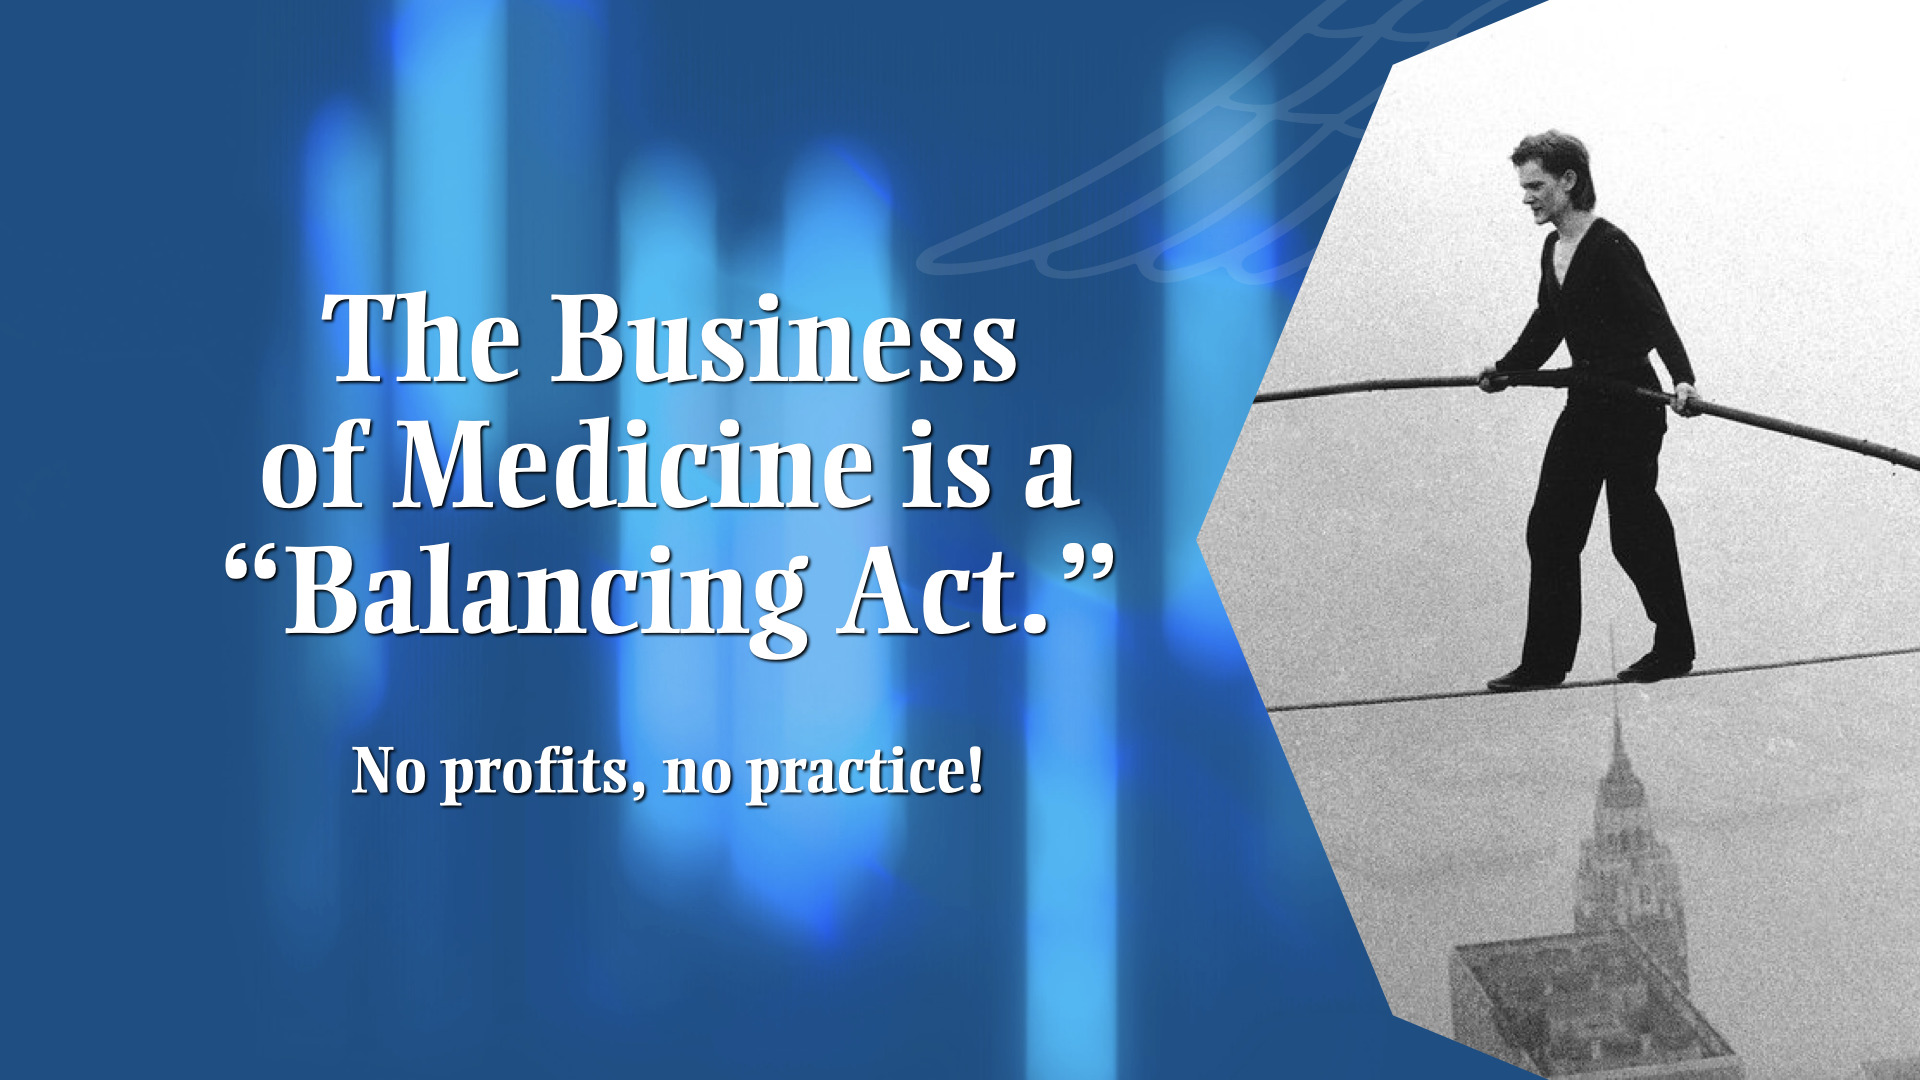 The Business
of Medicine is a
“Balancing Act.”
No profits, no practice!